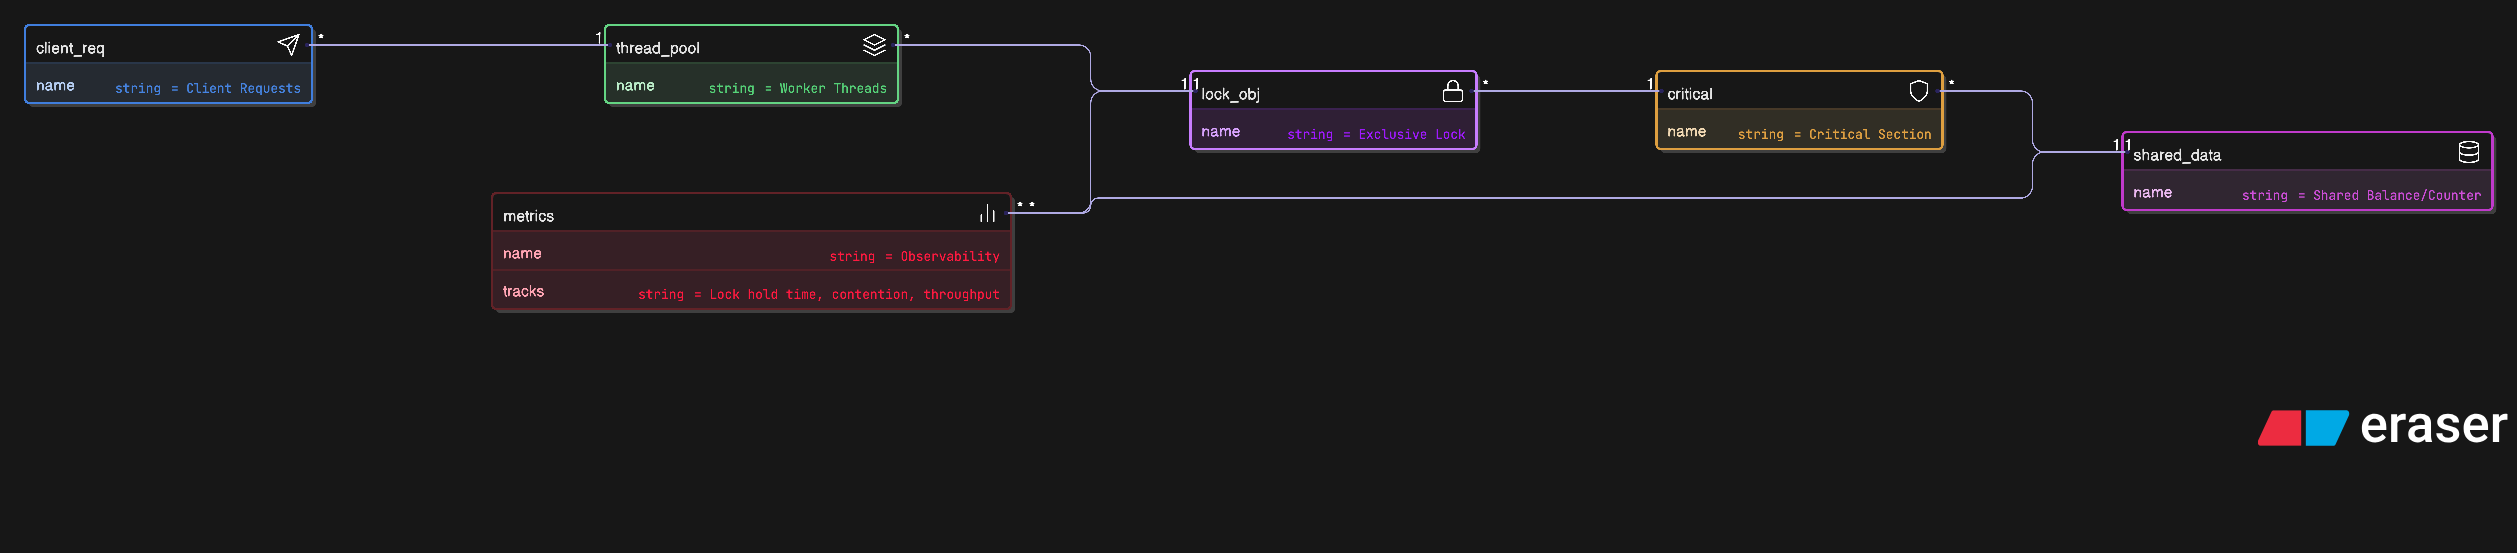 client_req
name string = Client Requests
* 1
thread_pool
name string = Worker Threads
*
1 1
lock_obj
name string = Exclusive Lock
* 1
critical
name string = Critical Section
*
1 1
shared_data
name string = Shared Balance/Counter
metrics
* *
name string = Observability
tracks string = Lock hold time, contention, throughput
eraser